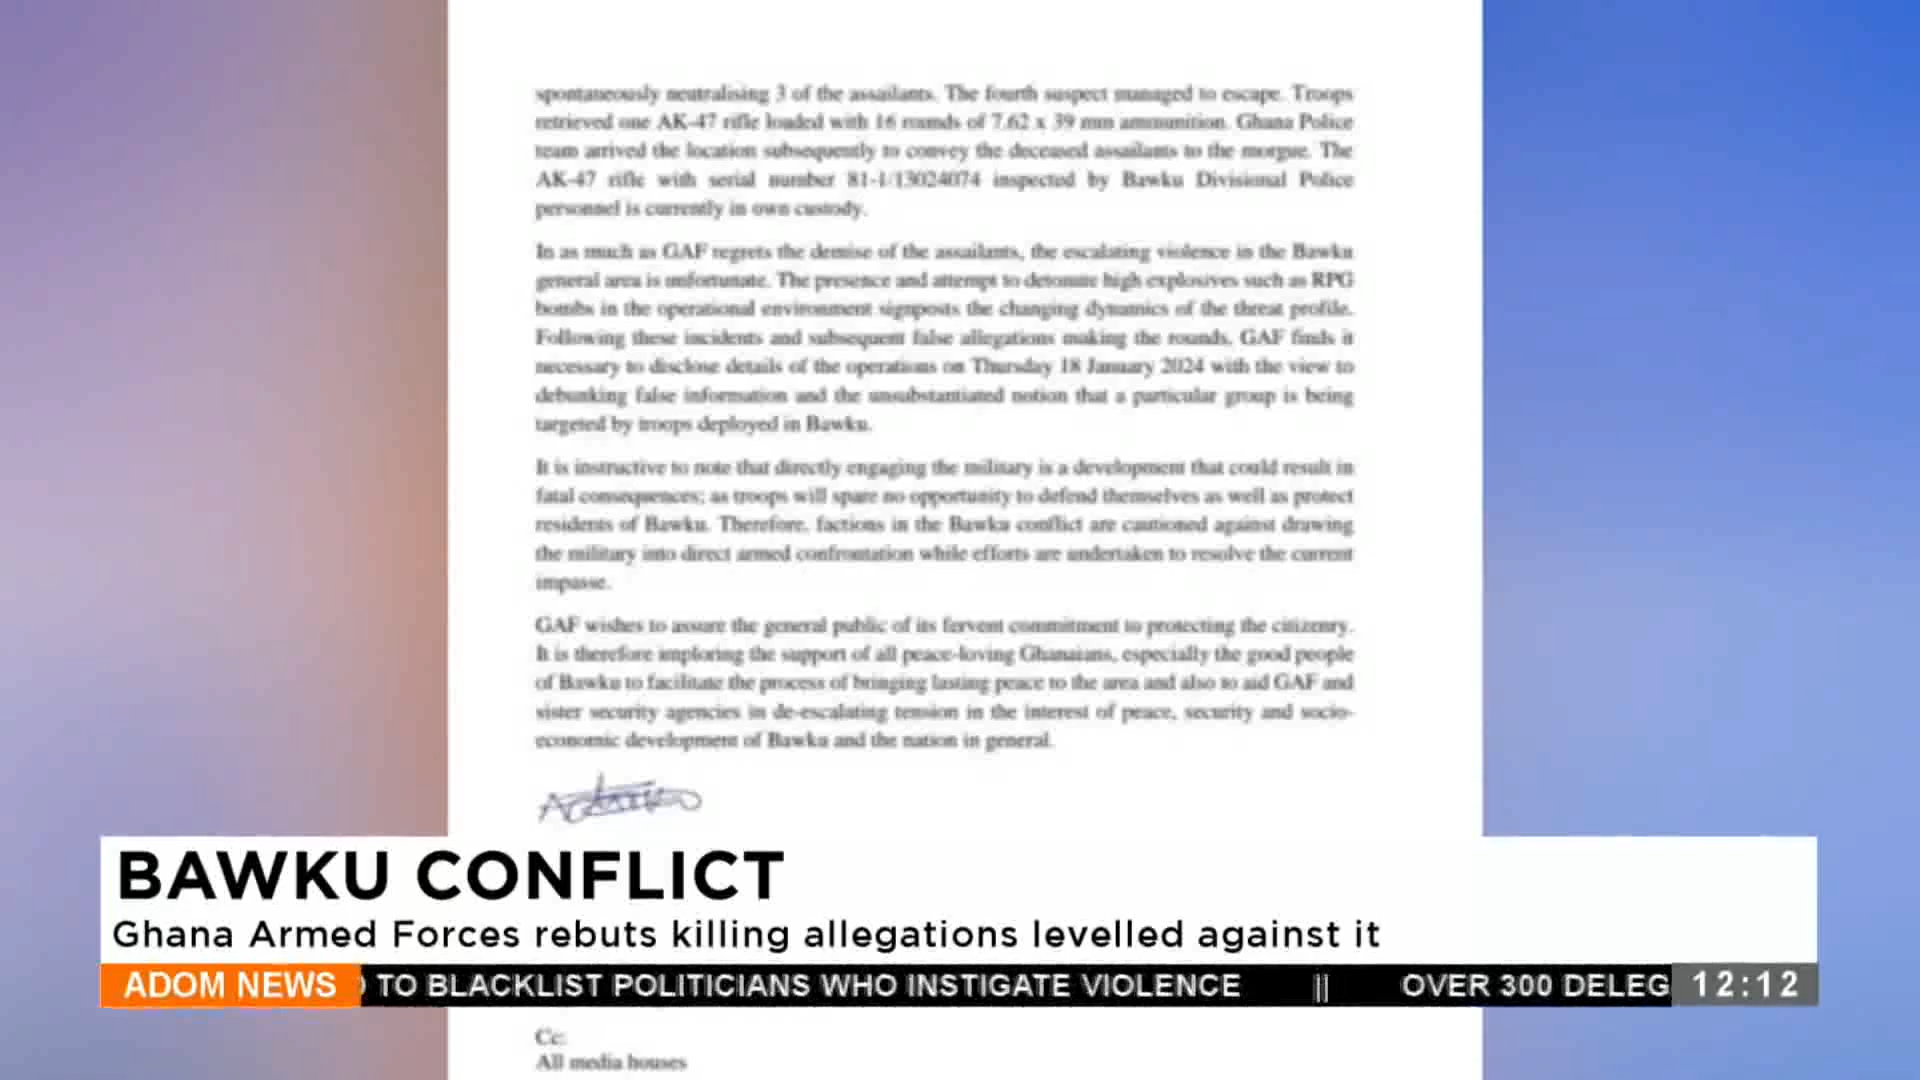 spontaneously neutralising 3 of the assailants. The fourth suspect managed to escape. Troops
retrieved one AK-47 rifle loaded with 16 rounds of 7.62 x 39 mm ammunition. Ghana Police
team arrived the location subsequently to convey the deceased assailants to the morgue. The
AK-47 rifle with serial number 81-1/13024074 inspected by Bawku Divisional Police
personnel is currently in own custody.
In as much as GAF regrets the demise of the assailants, the escalating violence in the Bawku
general area is unfortunate. The presence and attempt to detonate high explosives such as RPG
bombs in the operational environment signposts the changing dynamics of the threat profile.
Following these incidents and subsequent false allegations making the rounds, GAF finds it
necessary to disclose details of the operations on Thursday 18 January 2024 with the view to
debunking false information and the unsubstantiated notion that a particular group is being
targeted by troops deployed in Bawku.
It is instructive to note that directly engaging the military is a development that could result in
fatal consequences; as troops will spare no opportunity to defend themselves as well as protect
residents of Bawku. Therefore, factions in the Bawku conflict are cautioned against drawing
the military into direct armed confrontation while efforts are undertaken to resolve the current
impasse.
GAF wishes to assure the general public of its fervent commitment to protecting the citizenry.
It is therefore imploring the support of all peace-loving Ghanaians, especially the good people
of Bawku to facilitate the process of bringing lasting peace to the area and also to aid GAF and
sister security agencies in de-escalating tension in the interest of peace, security and socio-
economic development of Bawku and the nation in general.
BAWKU CONFLICT
Ghana Armed Forces rebuts killing allegations levelled against it
ADOM NEWS TO BLACKLIST POLITICIANS WHO INSTIGATE VIOLENCE || OVER 300 DELEG 12:12
Cc:
All media houses